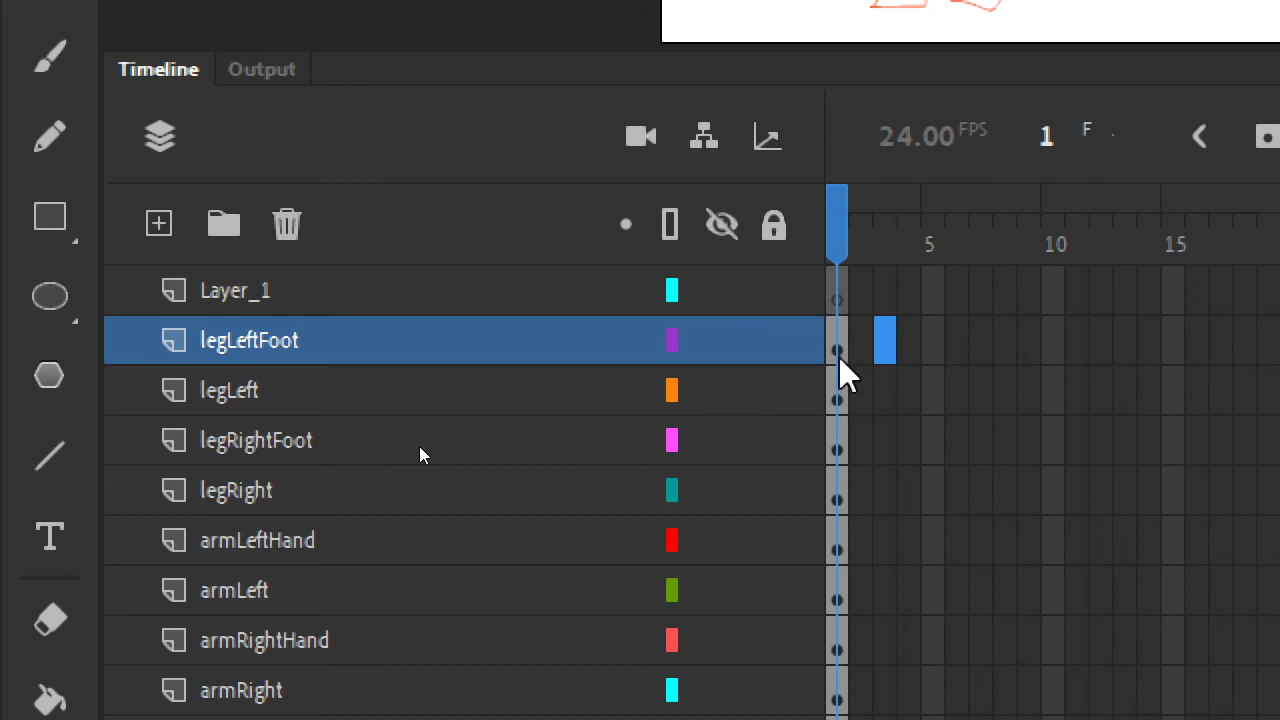 Timeline Output
24.00 FPS 1 F
5 10 15
Layer_1
legLeftFoot
legLeft
legRightFoot
legRight
armLeftHand
armLeft
armRightHand
armRight